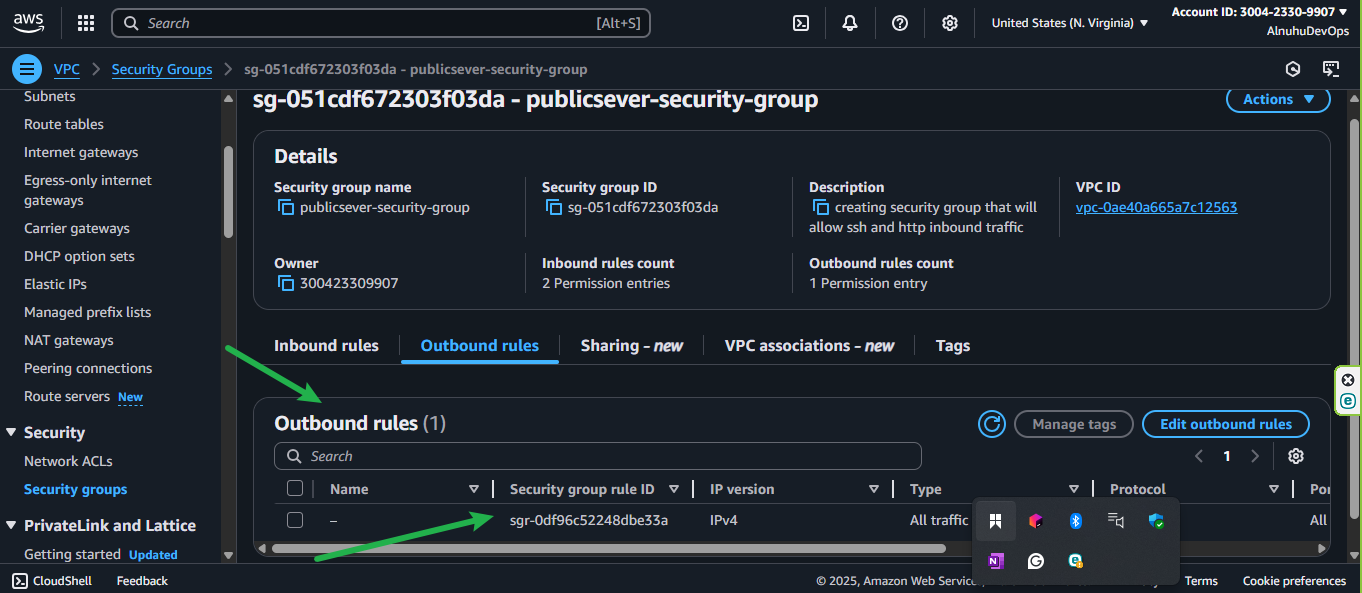 aws
Search [Alt+S]
United States (N. Virginia)
Account ID: 3004-2330-9907
AlnuhuDevOps
VPC > Security Groups > sg-051cdf672303f03da - publicsever-security-group
Subnets
Route tables
Internet gateways
Egress-only internet
gateways
Carrier gateways
DHCP option sets
Elastic IPs
Managed prefix lists
NAT gateways
Peering connections
Route servers New
Security
Network ACLs
Security groups
PrivateLink and Lattice
Getting started Updated
sg-051cdf672303f03da - publicsever-security-group
Actions
Details
Security group name
publicsever-security-group
Security group ID
sg-051cdf672303f03da
Description
creating security group that will
allow ssh and http inbound traffic
VPC ID
vpc-0ae40a665a7c12563
Owner
300423309907
Inbound rules count
2 Permission entries
Outbound rules count
1 Permission entry
Inbound rules Outbound rules Sharing - new VPC associations - new Tags
Outbound rules (1)
Manage tags Edit outbound rules
Search
1
Name Security group rule ID IP version Type Protocol Por
– sgr-0df96c52248dbe33a IPv4 All traffic All
CloudShell Feedback
© 2025, Amazon Web Servic
Terms Cookie preferences